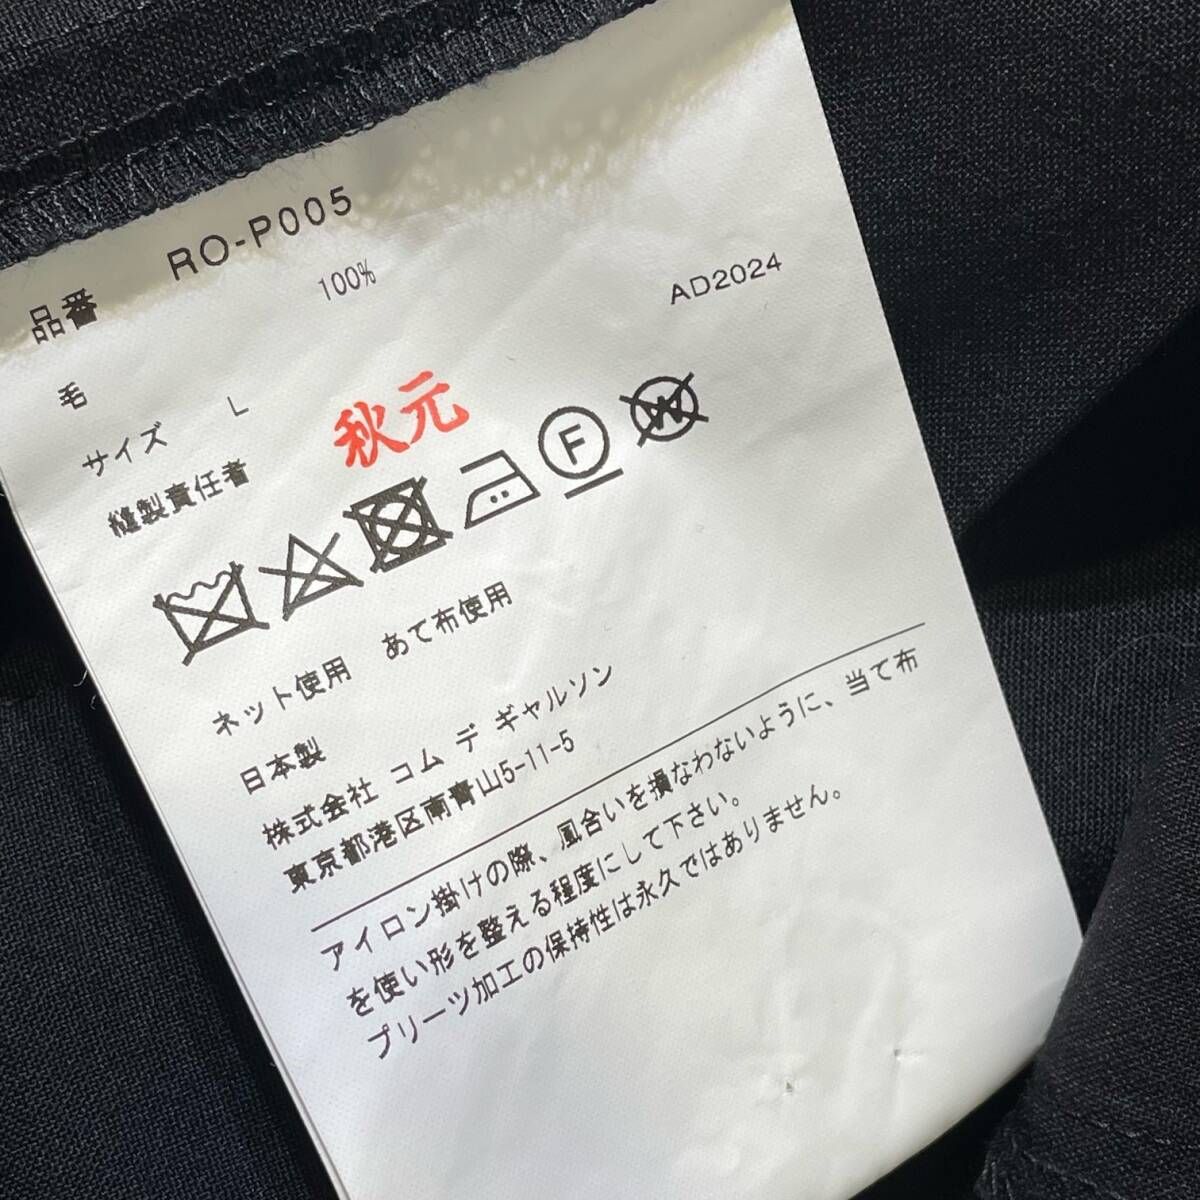 品番 RO-P005
毛 100%
AD2024
サイズ L
縫製責任者 秋元
F
W
ネット使用 あて布使用
日本製
株式会社 コム デ ギャルソン
東京都港区南青山5-11-5
アイロン掛けの際、風合いを損なわないように、当て布
を使い形を整える程度にして下さい。
プリーツ加工の保持性は永久ではありません。